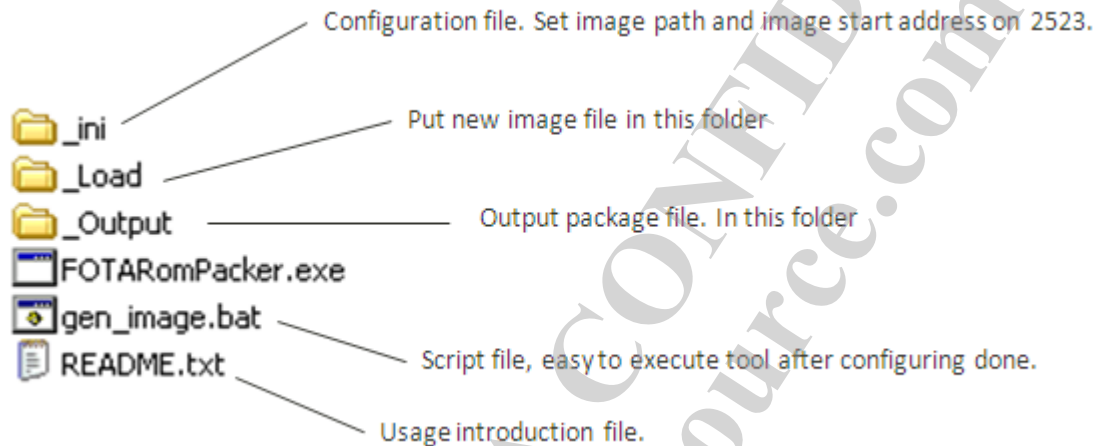 Configuration file. Set image path and image start address on 2523.
_ini
Put new image file in this folder
_Load
Output package file. In this folder
_Output
FOTARomPacker.exe
gen_image.bat
Script file, easy to execute tool after configuring done.
README.txt
Usage introduction file.